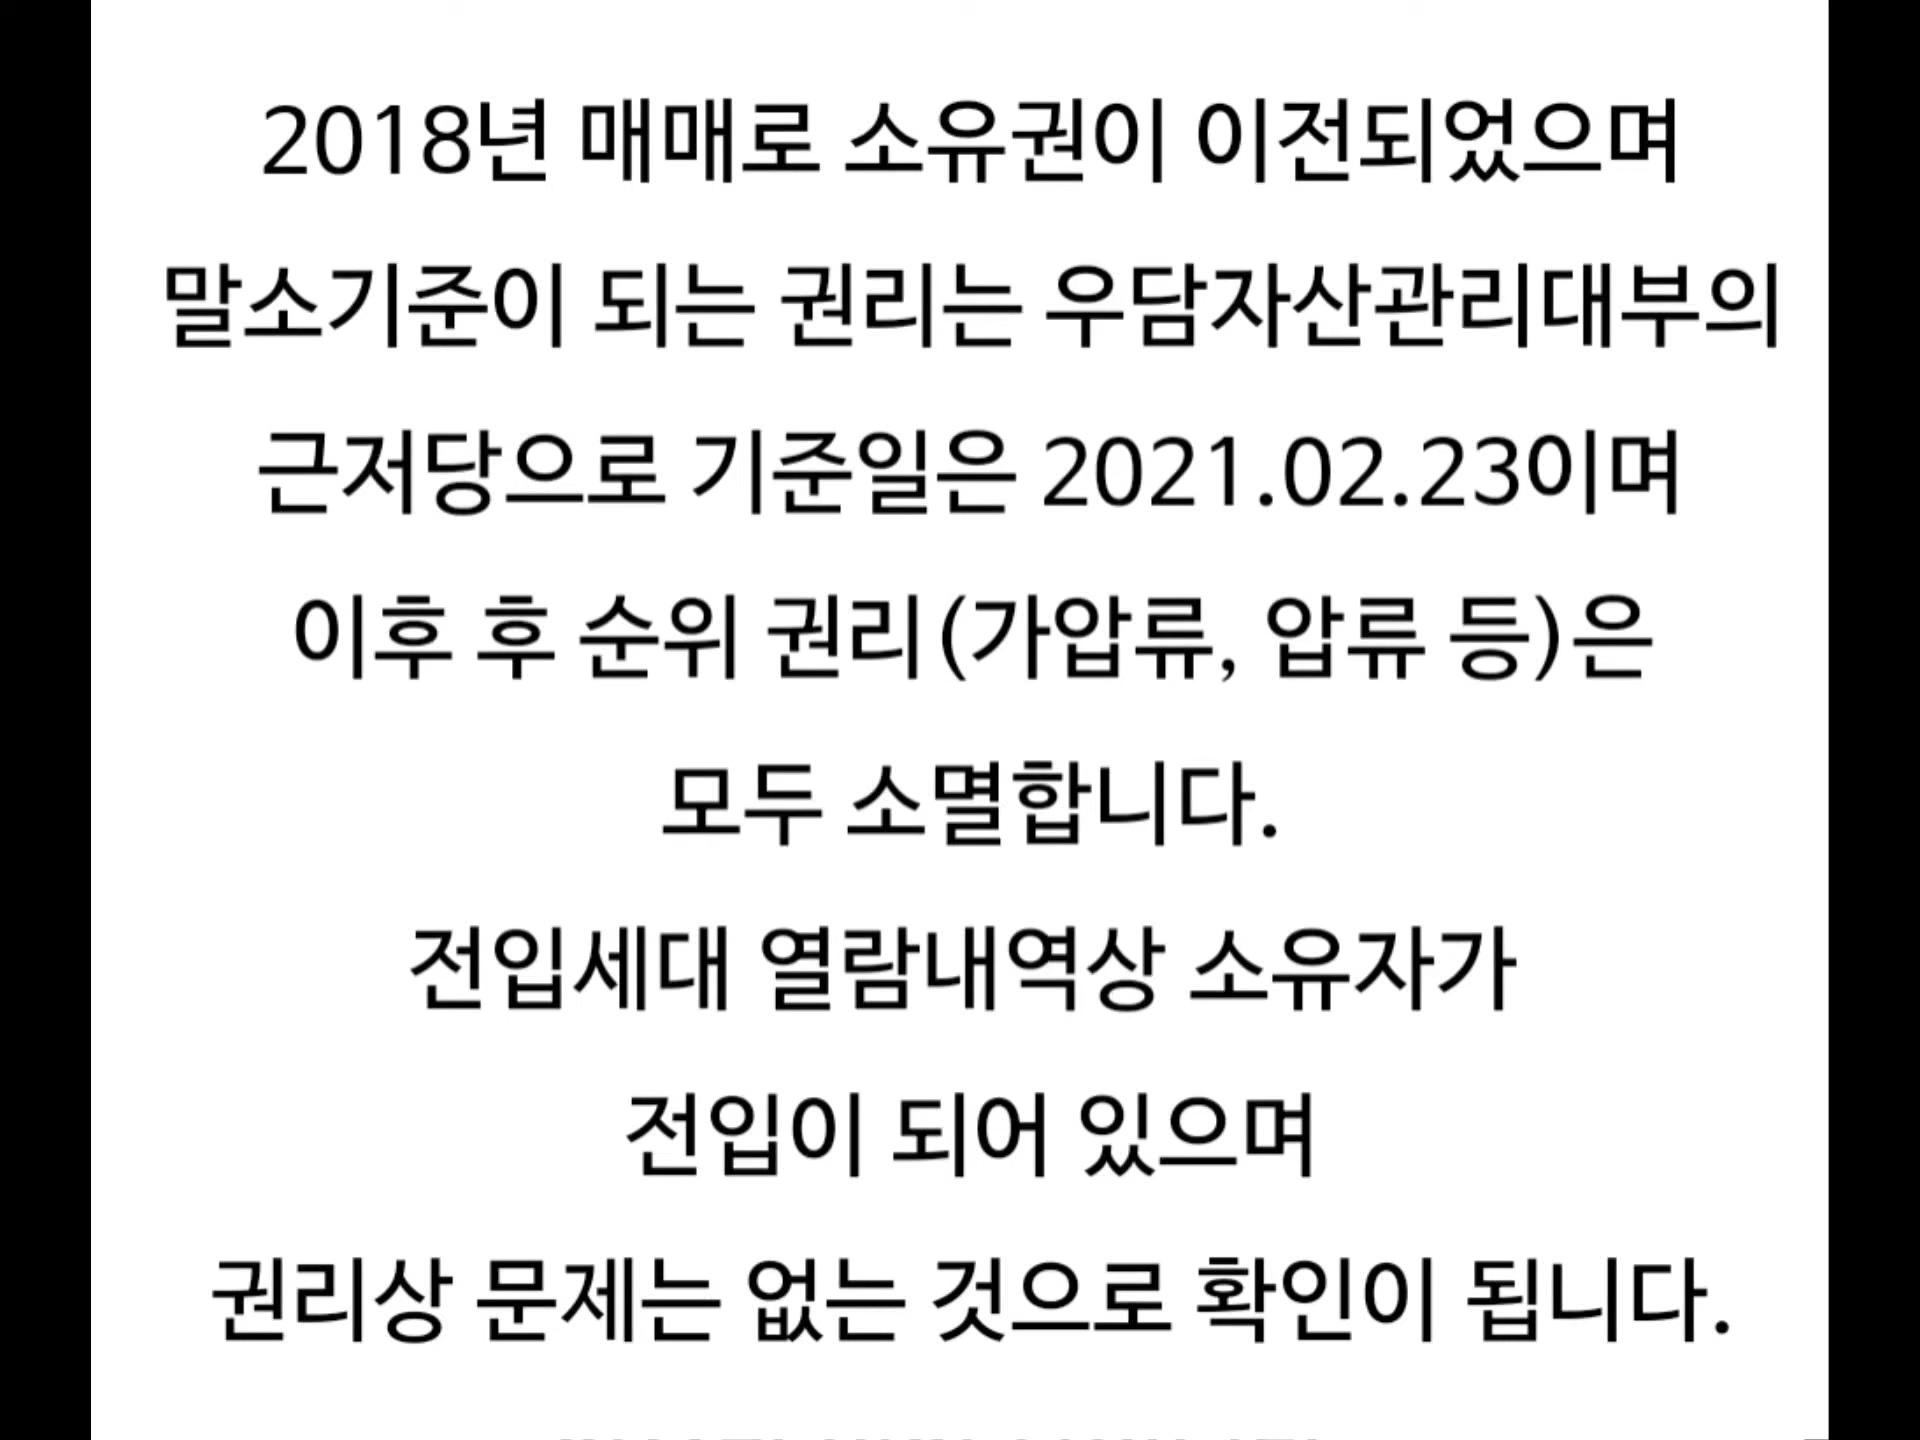 2018년 매매로 소유권이 이전되었으며
말소기준이 되는 권리는 우담자산관리대부의
근저당으로 기준일은 2021.02.23이며
이후 후 순위 권리(가압류, 압류 등)은
모두 소멸합니다.
전입세대 열람내역상 소유자가
전입이 되어 있으며
권리상 문제는 없는 것으로 확인이 됩니다.